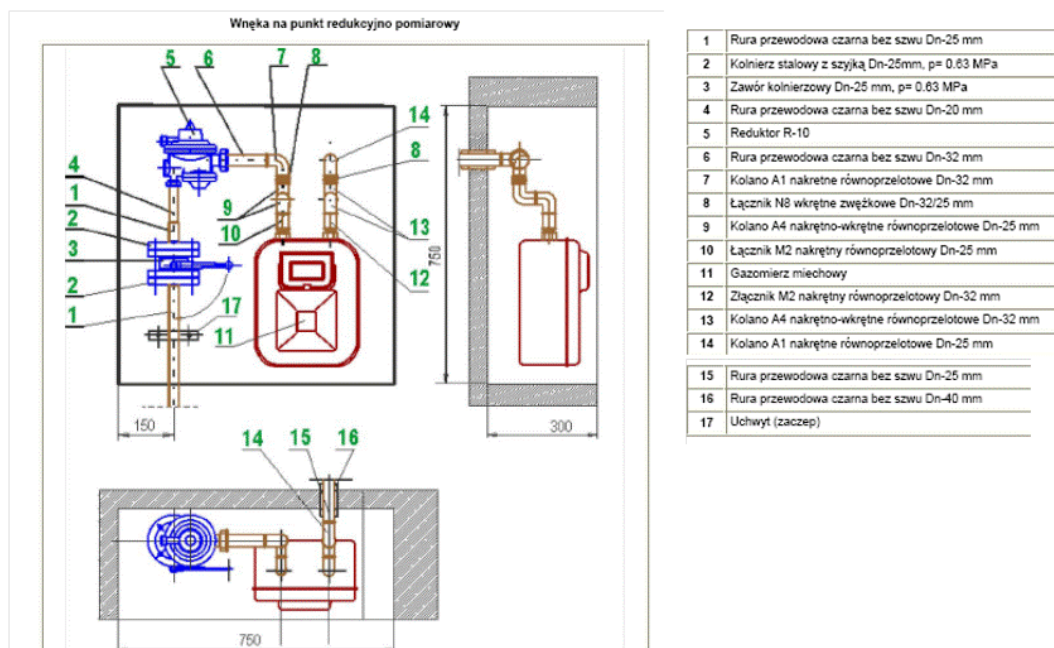 Wnęka na punkt redukcyjno pomiarowy
5 6 7 8
14
8
4
1
2
3
2
1
9
10
13
12
17
11
750
150
300
14 15 16
750
1 Rura przewodowa czarna bez szwu Dn-25 mm
2 Kolnierz stalowy z szyjką Dn-25mm, p= 0.63 MPa
3 Zawór kolnierzowy Dn-25 mm, p= 0.63 MPa
4 Rura przewodowa czarna bez szwu Dn-20 mm
5 Reduktor R-10
6 Rura przewodowa czarna bez szwu Dn-32 mm
7 Kolano A1 nakretne równoprzelotowe Dn-32 mm
8 Łącznik N8 wkrętne zwężkowe Dn-32/25 mm
9 Kolano A4 nakrętno-wkrętne równoprzelotowe Dn-25 mm
10 Łącznik M2 nakrętny równoprzelotowy Dn-25 mm
11 Gazomierz miechowy
12 Złącznik M2 nakrętny równoprzelotowy Dn-32 mm
13 Kolano A4 nakrętno-wkrętne równoprzelotowe Dn-32 mm
14 Kolano A1 nakrętne równoprzelotowe Dn-25 mm
15 Rura przewodowa czarna bez szwu Dn-25 mm
16 Rura przewodowa czarna bez szwu Dn-40 mm
17 Uchwyt (zaczep)